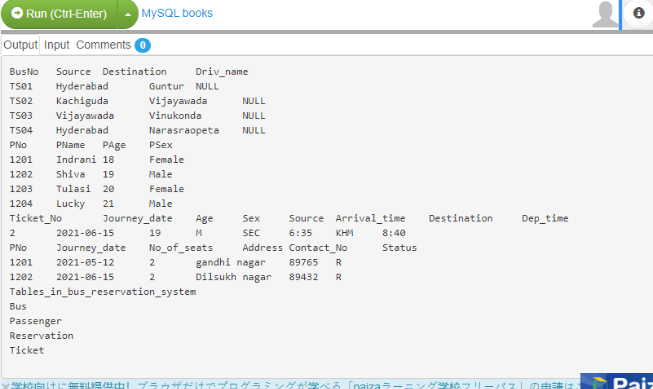 Run (Ctrl-Enter) MySQL books
Output Input Comments 0
BusNo Source Destination Driv_name
TS01 Hyderabad Guntur NULL
TS02 Kachiguda Vijayawada NULL
TS03 Vijayawada Vinukonda NULL
TS04 Hyderabad Narasraopeta NULL
PNo PName PAge PSex
1201 Indrani 18 Female
1202 Shiva 19 Male
1203 Tulasi 20 Female
1204 Lucky 21 Male
Ticket_No Journey_date Age Sex Source Arrival_time Destination Dep_time
2 2021-06-15 19 M SEC 6:35 KHM 8:40
PNo Journey_date No_of_seats Address Contact_No Status
1201 2021-05-12 2 gandhi nagar 89765 R
1202 2021-06-15 2 Dilsukh nagar 89432 R
Tables_in_bus_reservation_system
Bus
Passenger
Reservation
Ticket
学校向けに無料提供中！ブラウザだけでプログラミングが学べる「paizaラーニング学校フリーパス」の申請は
Paiz